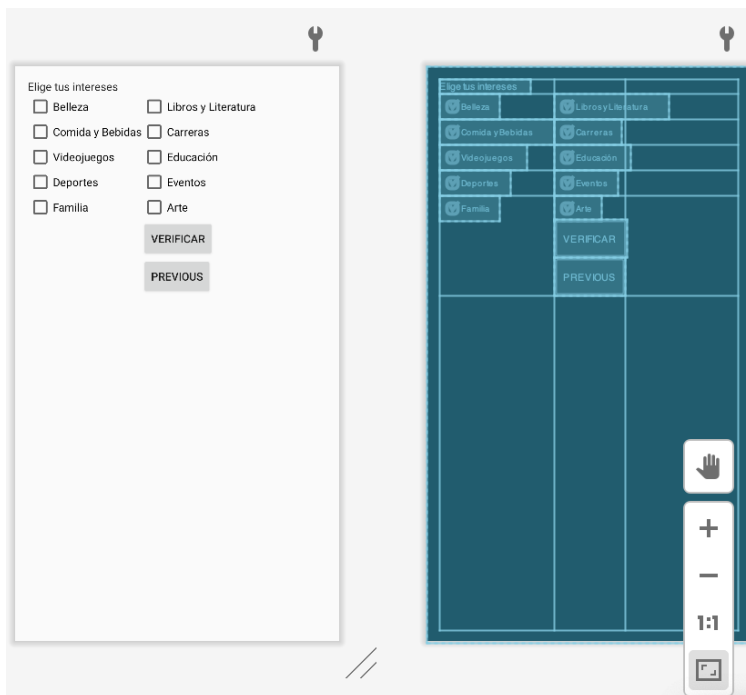 Elige tus intereses
Belleza
Libros y Literatura
Comida y Bebidas
Carreras
Videojuegos
Educación
Deportes
Eventos
Familia
Arte
VERIFICAR
PREVIOUS
Elige tus intereses
Belleza
Libros y Literatura
Comida y Bebidas
Carreras
Videojuegos
Educación
Deportes
Eventos
Familia
Arte
VERIFICAR
PREVIOUS
1:1